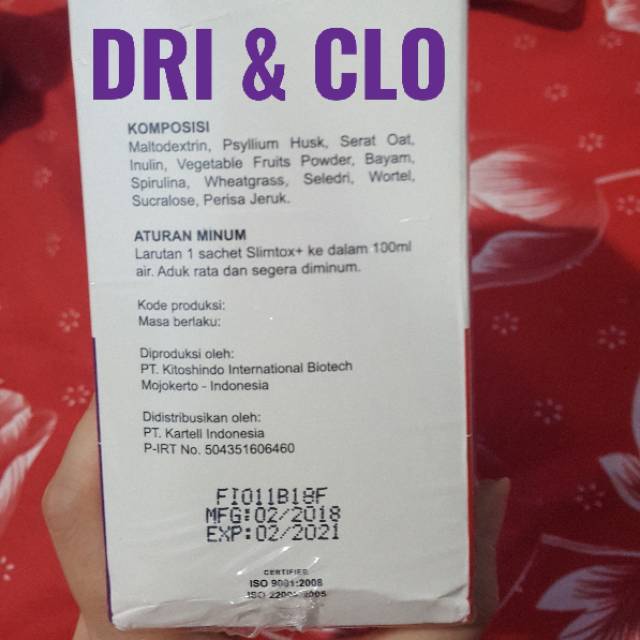 DRI & CLO
KOMPOSISI
Maltodextrin, Psyllium Husk, Serat Oat,
Inulin, Vegetable Fruits Powder, Bayam,
Spirulina, Wheatgrass, Seledri, Wortel,
Sucralose, Perisa Jeruk.
ATURAN MINUM
Larutan 1 sachet Slimtox+ ke dalam 100ml
air. Aduk rata dan segera diminum.
Kode produksi:
Masa berlaku:
Diproduksi oleh:
PT. Kitoshindo International Biotech
Mojokerto - Indonesia
Didistribusikan oleh:
PT. Karteli Indonesia
P-IRT No. 504351606460
FI011B18F
MFG:02/2018
EXP:02/2021
CERTIFIED
ISO 9001:2008
ISO